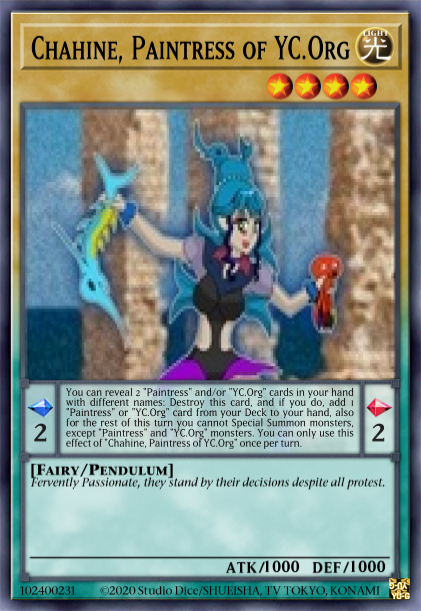 CHAHINE, PAINTRESS OF YC.ORG
LIGHT
光
You can reveal 2 "Paintress" and/or "YC.Org" cards in your hand
with different names: Destroy this card, and if you do, add 1
"Paintress" or "YC.Org" card from your Deck to your hand, also
for the rest of this turn you cannot Special Summon monsters,
except "Paintress" and "YC.Org" monsters. You can only use this
effect of "Chahine, Paintress of YC.Org" once per turn.
2
2
[FAIRY/PENDULUM]
Fervently Passionate, they stand by their decisions despite all protest.
ATK/1000 DEF/1000
102400231 ©2020 Studio Dice/SHUEISHA, TV TOKYO, KONAMI